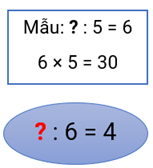 Mẫu: ? : 5 = 6
6 × 5 = 30
? : 6 = 4